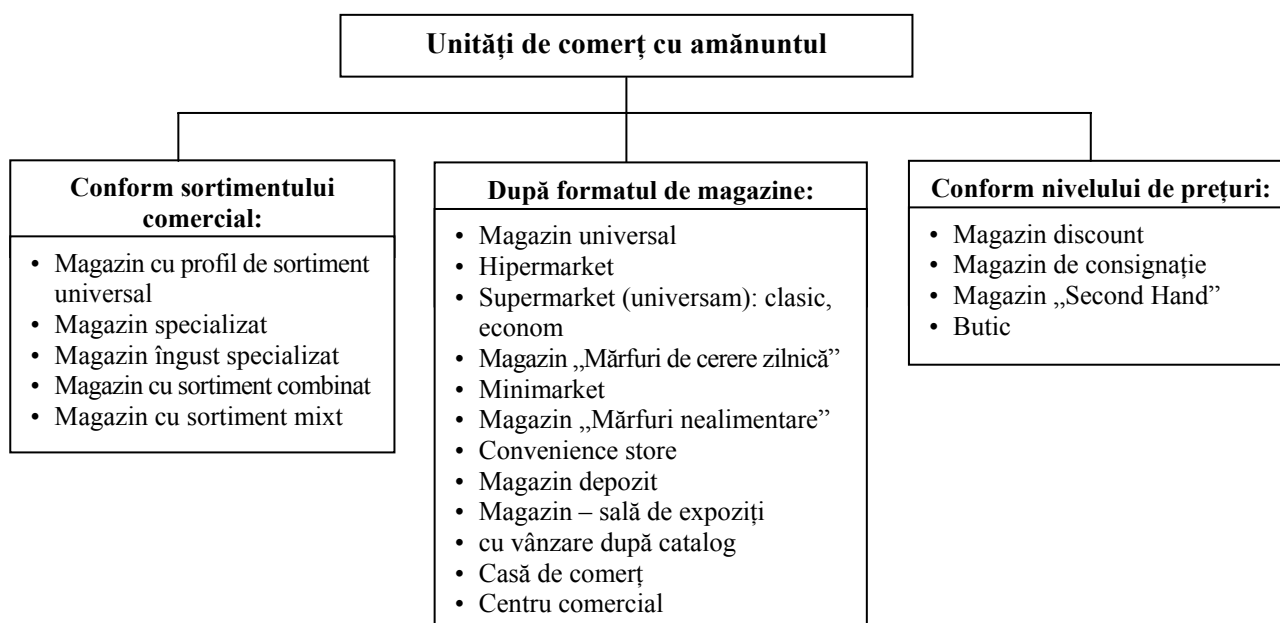 Unități de comerț cu amănuntul
Conform sortimentului
comercial:
• Magazin cu profil de sortiment
universal
• Magazin specializat
• Magazin îngust specializat
• Magazin cu sortiment combinat
• Magazin cu sortiment mixt
După formatul de magazine:
• Magazin universal
• Hipermarket
• Supermarket (universam): clasic,
econom
• Magazin „Mărfuri de cerere zilnică”
• Minimarket
• Magazin „Mărfuri nealimentare”
• Convenience store
• Magazin depozit
• Magazin – sală de expoziți
• cu vânzare după catalog
• Casă de comerț
• Centru comercial
Conform nivelului de prețuri:
• Magazin discount
• Magazin de consignație
• Magazin „Second Hand”
• Butic